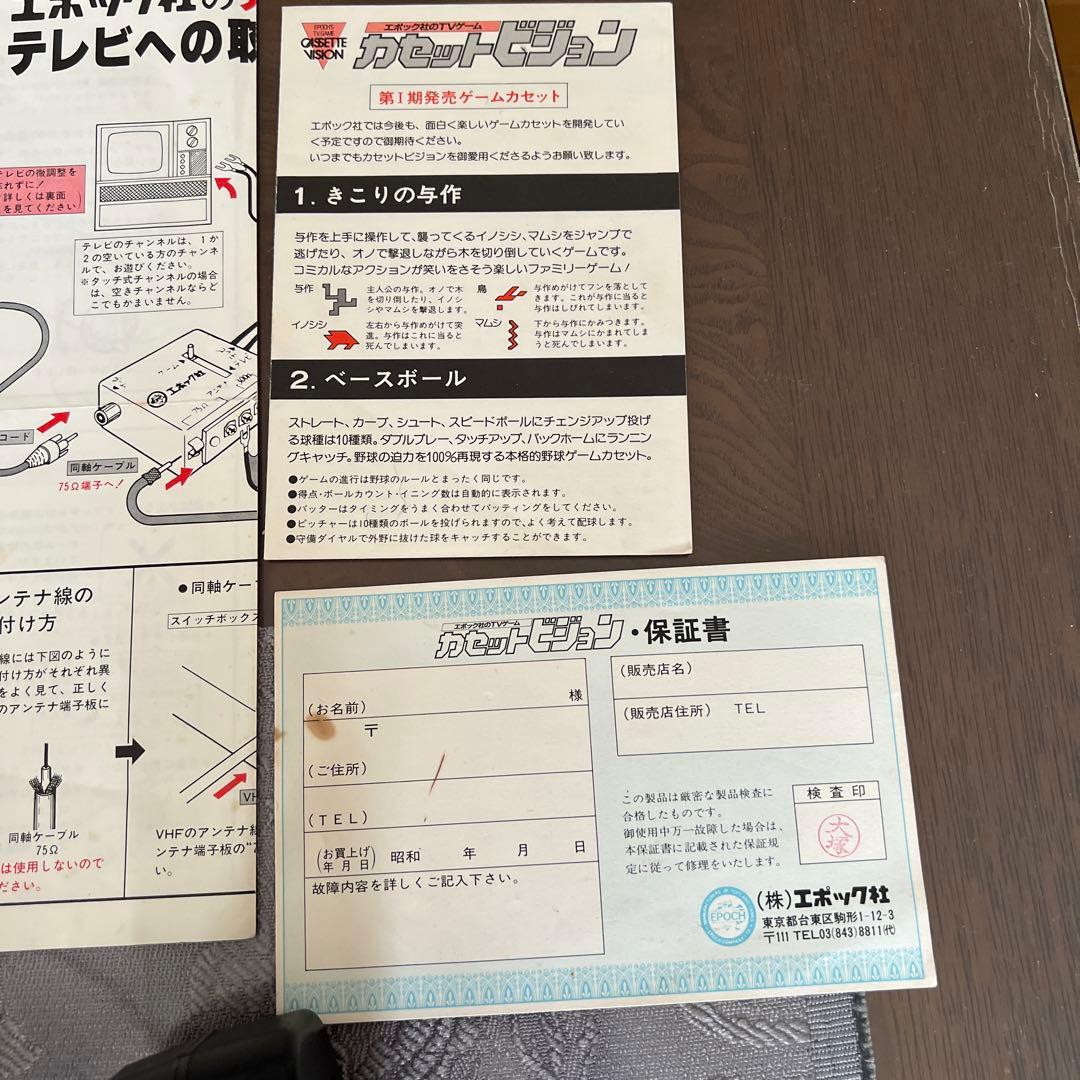 エポック社の
テレビへの取
テレビの微調整を
忘れずに!
詳しくは裏面
を見てください
テレビのチャンネルは、1か
2の空いている方のチャンネ
ルで、お遊びください。
※タッチ式チャンネルの場合
は、空きチャンネルならど
こでもかまいません。
ゲーム
エポック社
75Ω
コード
同軸ケーブル
75Ω端子へ!
ンテナ線の
付け方
線には下図のように
付け方がそれぞれ異
をよく見て、正しく
のアンテナ端子板に
同軸ケーブル
75Ω
は使用しないので
ださい。
●同軸ケー
スイッチボックス
VH
VHFのアンテナ線
ンテナ端子板の"7
い。
EPOCH'S
TV GAME
CASSETTE
VISION
エポック社のTVゲーム
カセットビジョン
第I期発売ゲームカセット
エポック社では今後も、面白く楽しいゲームカセットを開発してい
く予定ですので御期待ください。
いつまでもカセットビジョンを御愛用くださるようお願い致します。
1. きこりの与作
与作を上手に操作して、襲ってくるイノシシ、マムシをジャンプで
逃げたり、オノで撃退しながら木を切り倒していくゲームです。
コミカルなアクションが笑いをさそう楽しいファミリーゲーム!
与作
主人公の与作。オノで木
を切り倒したり、イノシ
シやマムシを撃退します。
鳥
与作めがけてフンを落として
きます。これが与作に当ると
与作はしびれてしまいます。
イノシシ
左右から与作めがけて突
進。与作はこれに当ると
死んでしまいます。
マムシ
下から与作にかみつきます。
与作はマムシにかまれてしま
うと死んでしまいます。
2. ベースボール
ストレート、カーブ、シュート、スピードボールにチェンジアップ投げ
る球種は10種類。ダブルプレー、タッチアップ、バックホームにランニン
グキャッチ。野球の迫力を100%再現する本格的野球ゲームカセット。
●ゲームの進行は野球のルールとまったく同じです。
●得点・ボールカウント・イニング数は自動的に表示されます。
●バッターはタイミングをうまく合わせてバッティングをしてください。
●ピッチャーは10種類のボールを投げられますので、よく考えて配球します。
●守備ダイヤルで外野に抜けた球をキャッチすることができます。
エポック社のTVゲーム
カセットビジョン・保証書
(お名前) 様
〒
(ご住所)
(TEL)
(お買上げ年月日) 昭和 年 月 日
故障内容を詳しくご記入下さい。
(販売店名)
(販売店住所) TEL
この製品は厳密な製品検査に
合格したものです。
御使用中万一故障した場合は、
本保証書に記載された保証規
定に従って修理をいたします。
検査印
大塚
EPOCH
(株)エポック社
東京都台東区駒形1-12-3
〒111 TEL.03(843)8811(代)